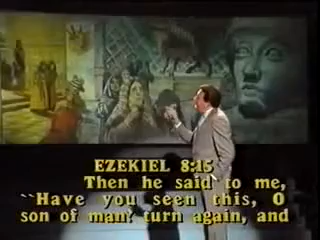 EZEKIEL 8:15
Then he said to me,
``Have you seen this, O
son of man? turn again, and